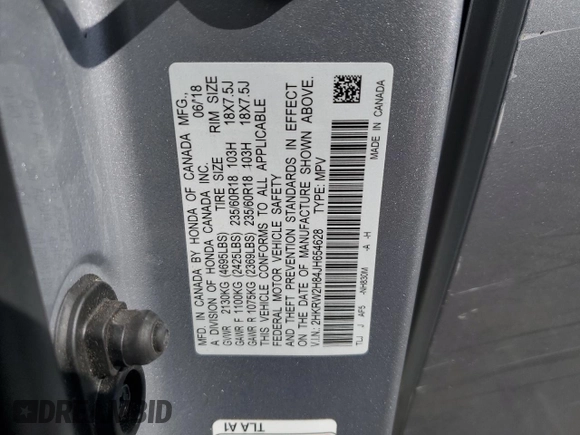 MFD. IN CANADA BY HONDA OF CANADA MFG., 06/18
A DIVISION OF HONDA CANADA INC.
TIRE SIZE RIM SIZE
GVWR 2130KG (4695LBS)
GAWR F 1100KG (2425LBS) 235/60R18 103H 18X7.5J
GAWR R 1075KG (2369LBS) 235/60R18 103H 18X7.5J
THIS VEHICLE CONFORMS TO ALL APPLICABLE
FEDERAL MOTOR VEHICLE SAFETY
AND THEFT PREVENTION STANDARDS IN EFFECT
ON THE DATE OF MANUFACTURE SHOWN ABOVE.
V.I.N.: 2HKRW2H84JH654628 TYPE: MPV
TLJ J AF5 -NH830M -A -H
MADE IN CANADA
TLA A1
DREAMBID